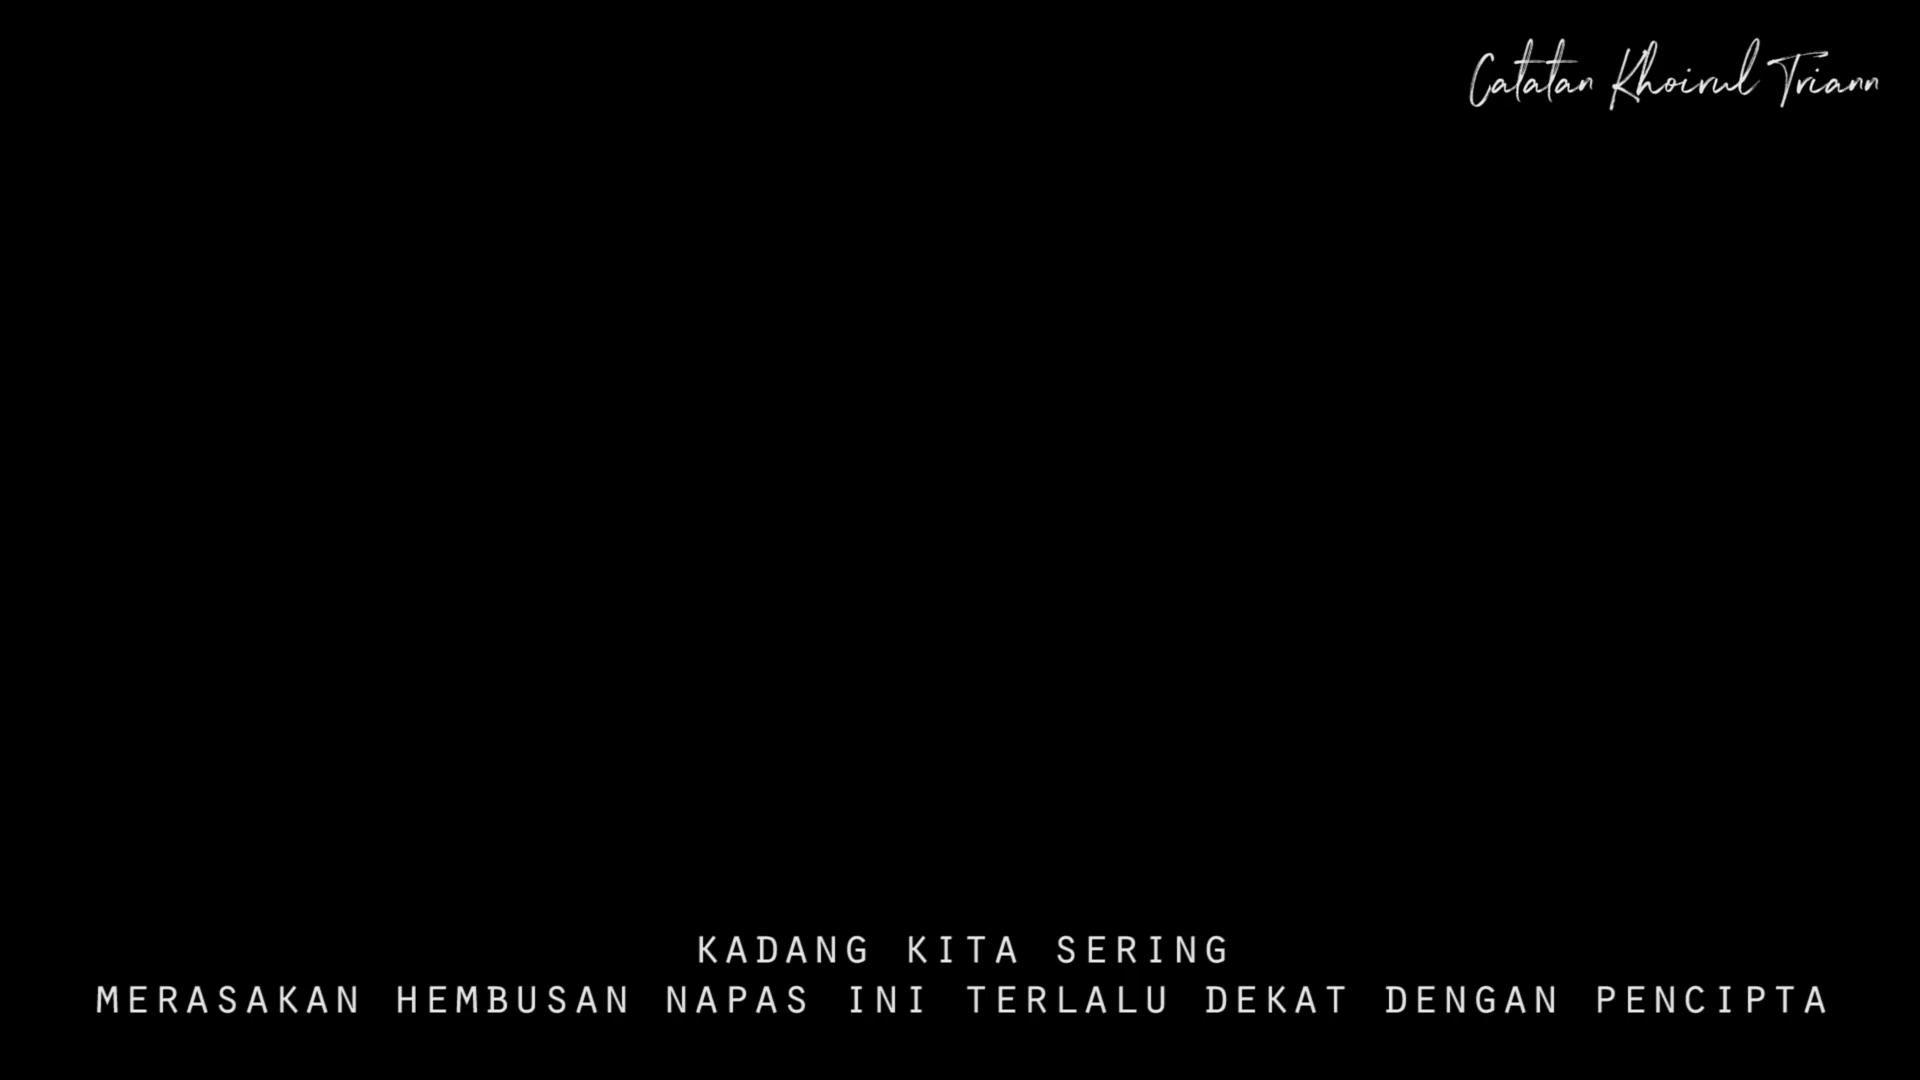 Catatan Khoirul Triann
KADANG KITA SERING
MERASAKAN HEMBUSAN NAPAS INI TERLALU DEKAT DENGAN PENCIPTA